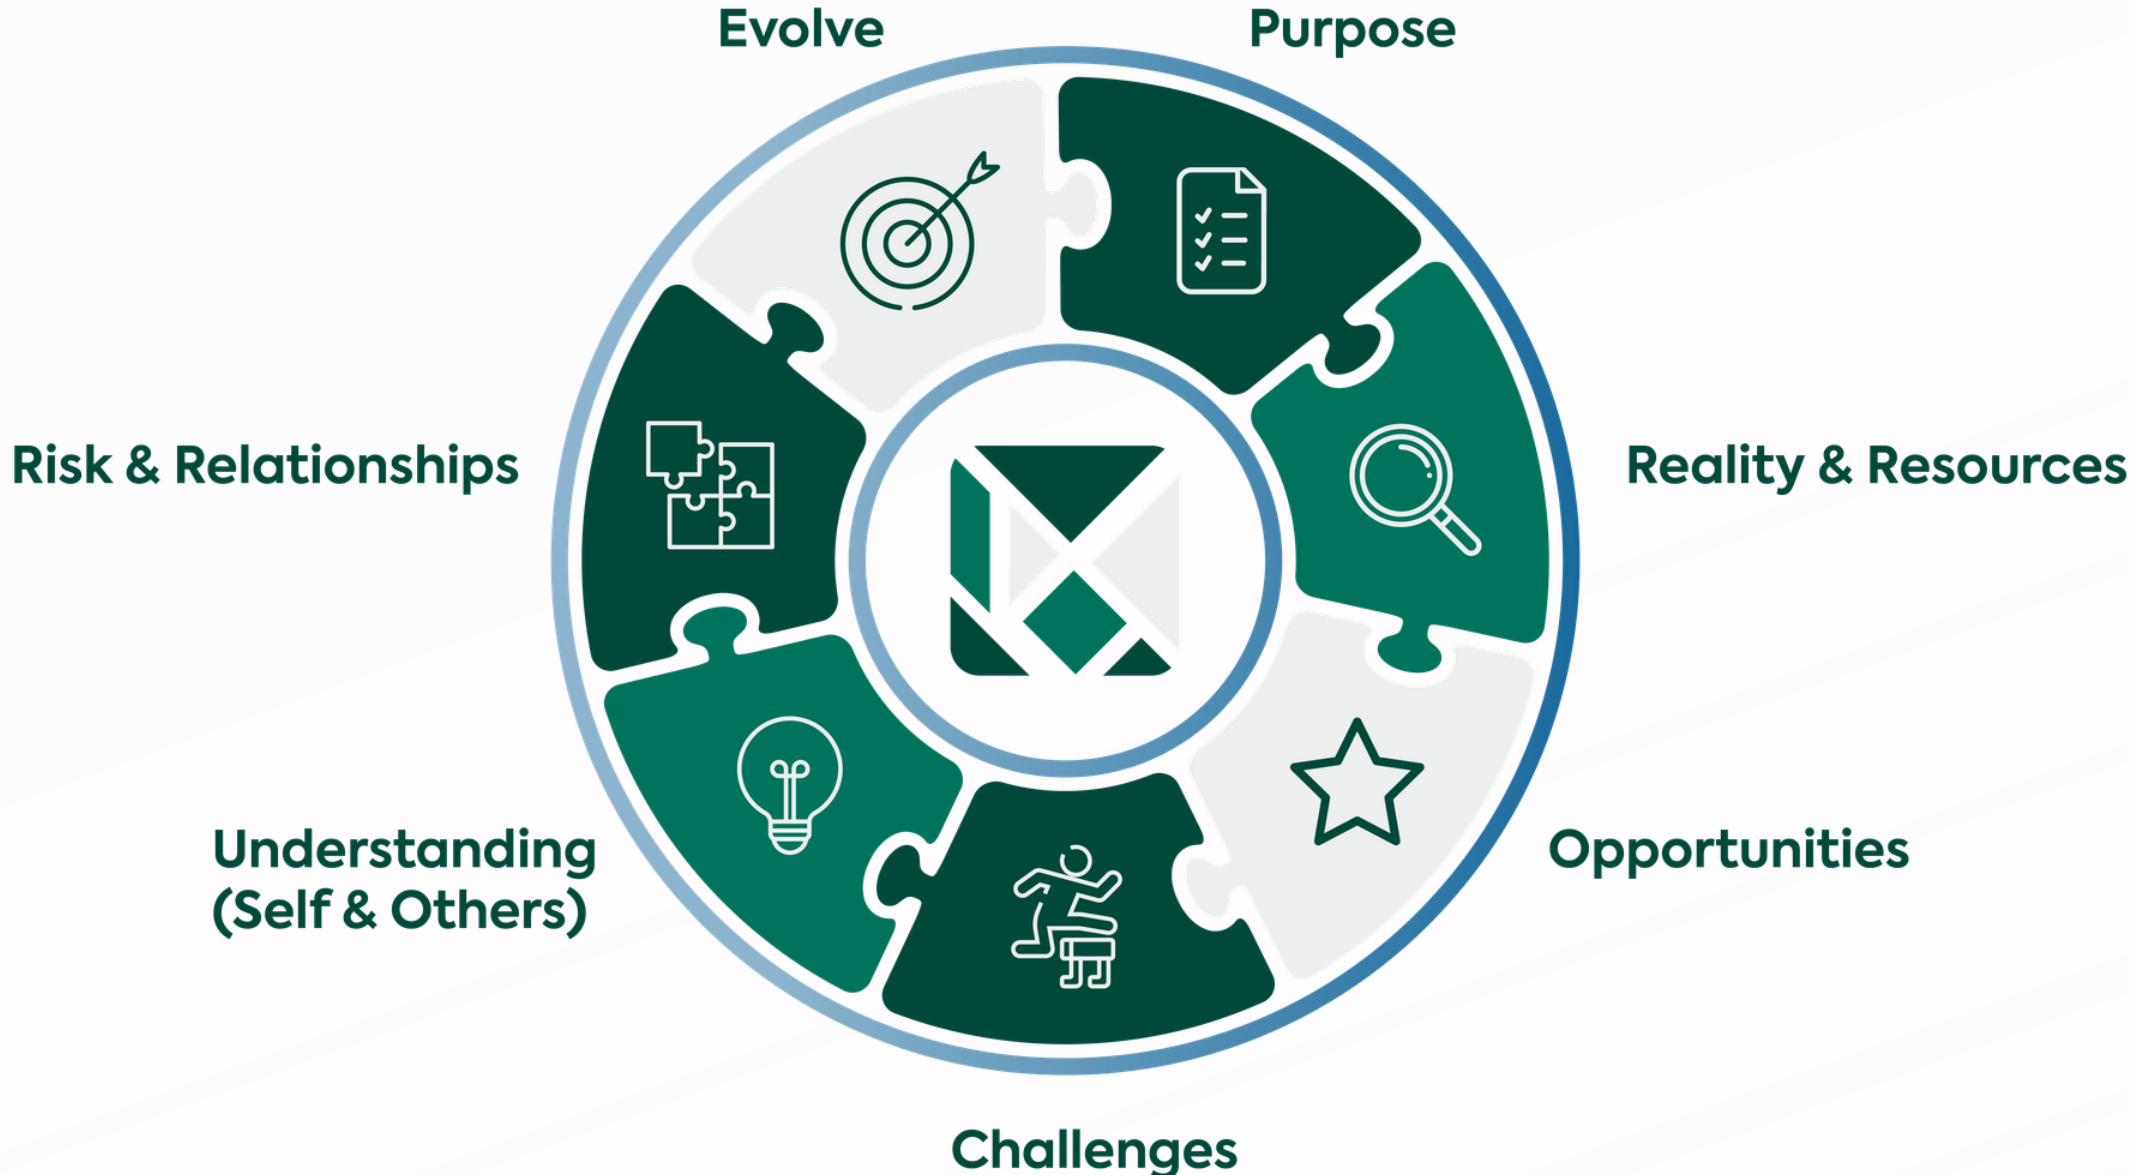 Evolve
Purpose
Risk & Relationships
Reality & Resources
Understanding
(Self & Others)
Opportunities
Challenges